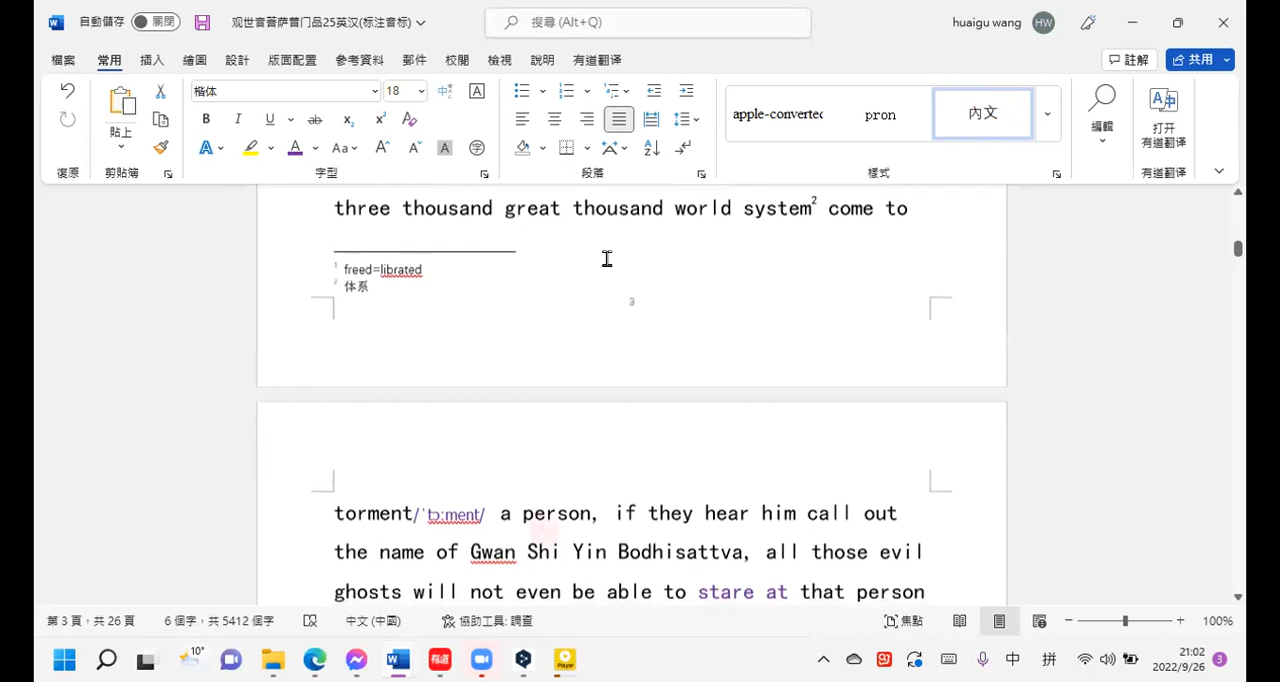 自動儲存 關閉 观世音菩萨普门品25英汉(标注音标) 搜尋 (Alt+Q) huaigu wang HW
檔案 常用 插入 繪圖 設計 版面配置 參考資料 郵件 校閱 檢視 說明 有道翻译 註解 共用
楷体 18
apple-converted pron 內文
貼上 編輯 打开
有道翻译
復原 剪貼簿 字型 段落 樣式 有道翻译
three thousand great thousand world system² come to
¹ freed=librated
² 体系
3
torment/ˈtɔːment/ a person, if they hear him call out
the name of Gwan Shi Yin Bodhisattva, all those evil
ghosts will not even be able to stare at that person
第 3 頁，共 26 頁 6 個字，共 5412 個字 中文 (中國) 協助工具: 調查 焦點 100%
10° 有道 Player 中 拼 21:02
2022/9/26 3